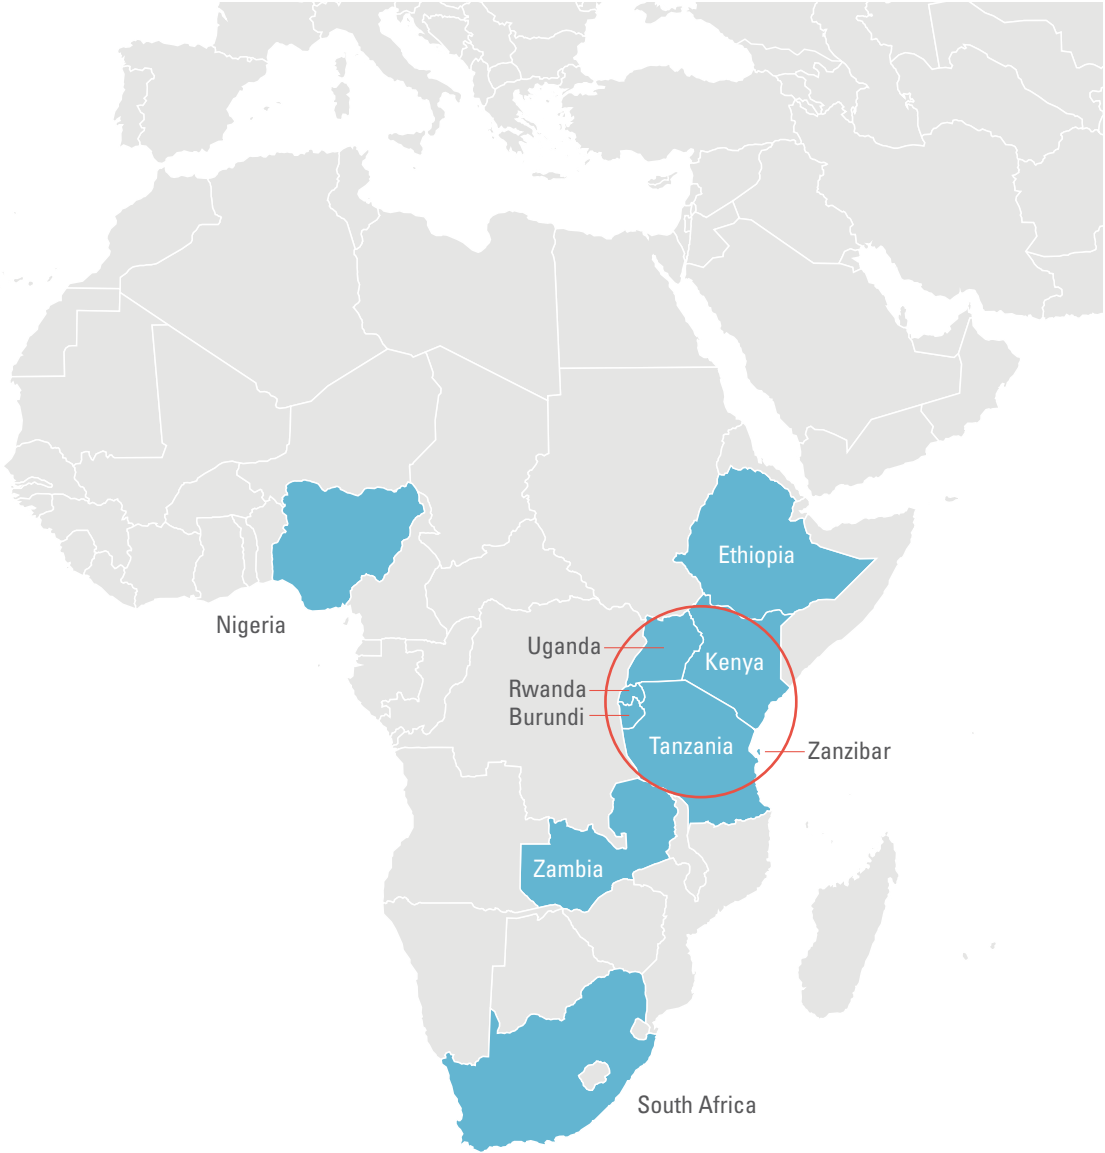 Ethiopia
Nigeria
Uganda
Kenya
Rwanda
Burundi
Tanzania
Zanzibar
Zambia
South Africa